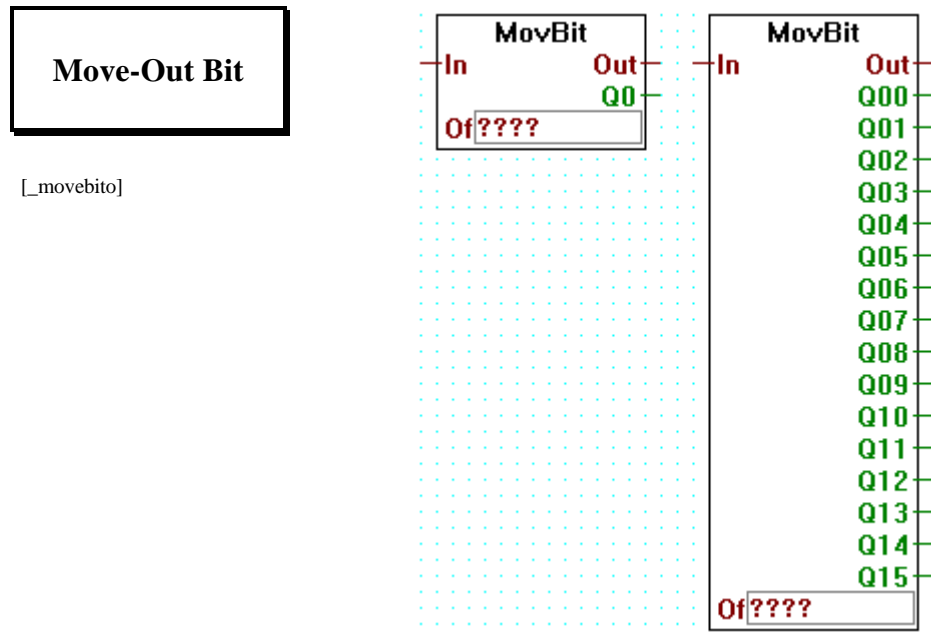 Move-Out Bit
[_movebito]
MovBit
In Out
Q0
Of ????
MovBit
In Out
Q00
Q01
Q02
Q03
Q04
Q05
Q06
Q07
Q08
Q09
Q10
Q11
Q12
Q13
Q14
Q15
Of ????